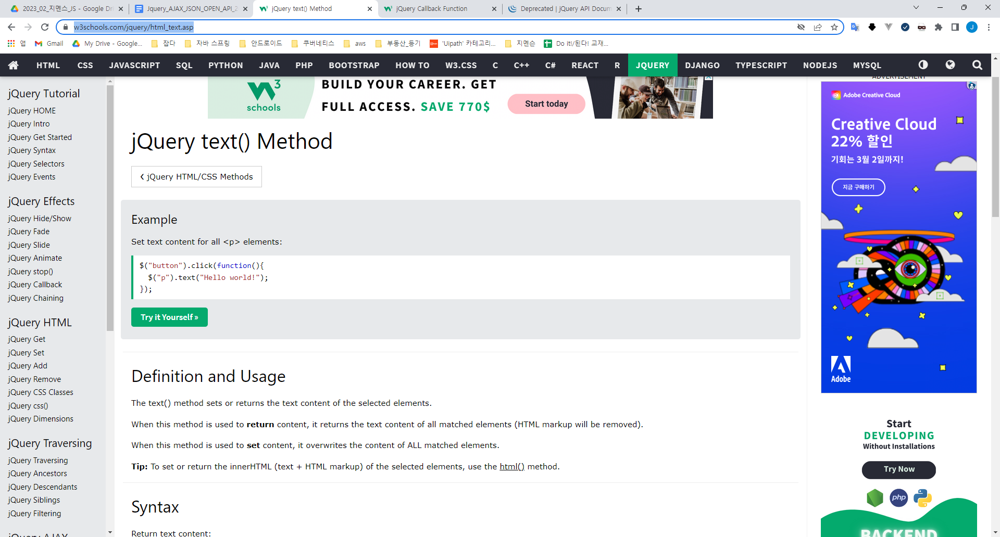 2023_02_지멘스_JS - Google Dri
Jquery_AJAX_JSON_OPEN_API_2
jQuery text() Method
jQuery Callback Function
Deprecated | jQuery API Docum
w3schools.com/jquery/html_text.asp
앱
Gmail
My Drive - Google...
잡다
자바 스프링
안드로이드
쿠버네티스
aws
부동산_등기
'Uipath' 카테고리...
지멘슨
Do it!/된다! 교재...
HTML
CSS
JAVASCRIPT
SQL
PYTHON
JAVA
PHP
BOOTSTRAP
HOW TO
W3.CSS
C
C++
C#
REACT
R
JQUERY
DJANGO
TYPESCRIPT
NODEJS
MYSQL
jQuery Tutorial
jQuery HOME
jQuery Intro
jQuery Get Started
jQuery Syntax
jQuery Selectors
jQuery Events
jQuery Effects
jQuery Hide/Show
jQuery Fade
jQuery Slide
jQuery Animate
jQuery stop()
jQuery Callback
jQuery Chaining
jQuery HTML
jQuery Get
jQuery Set
jQuery Add
jQuery Remove
jQuery CSS Classes
jQuery css()
jQuery Dimensions
jQuery Traversing
jQuery Traversing
jQuery Ancestors
jQuery Descendants
jQuery Siblings
jQuery Filtering
jQuery AJAX
W3
schools
BUILD YOUR CAREER. GET
FULL ACCESS. SAVE 770$
Start today
jQuery text() Method
❮ jQuery HTML/CSS Methods
Example
Set text content for all <p> elements:
$("button").click(function(){
$("p").text("Hello world!");
});
Try it Yourself »
Definition and Usage
The text() method sets or returns the text content of the selected elements.
When this method is used to return content, it returns the text content of all matched elements (HTML markup will be removed).
When this method is used to set content, it overwrites the content of ALL matched elements.
Tip: To set or return the innerHTML (text + HTML markup) of the selected elements, use the html() method.
Syntax
Return text content:
ADVERTISEMENT
Adobe Creative Cloud
Creative Cloud
22% 할인
기회는 3월 2일까지!
지금 구매하기
Adobe
Start
DEVELOPING
Without Installations
Try Now
php
BACKEND
J